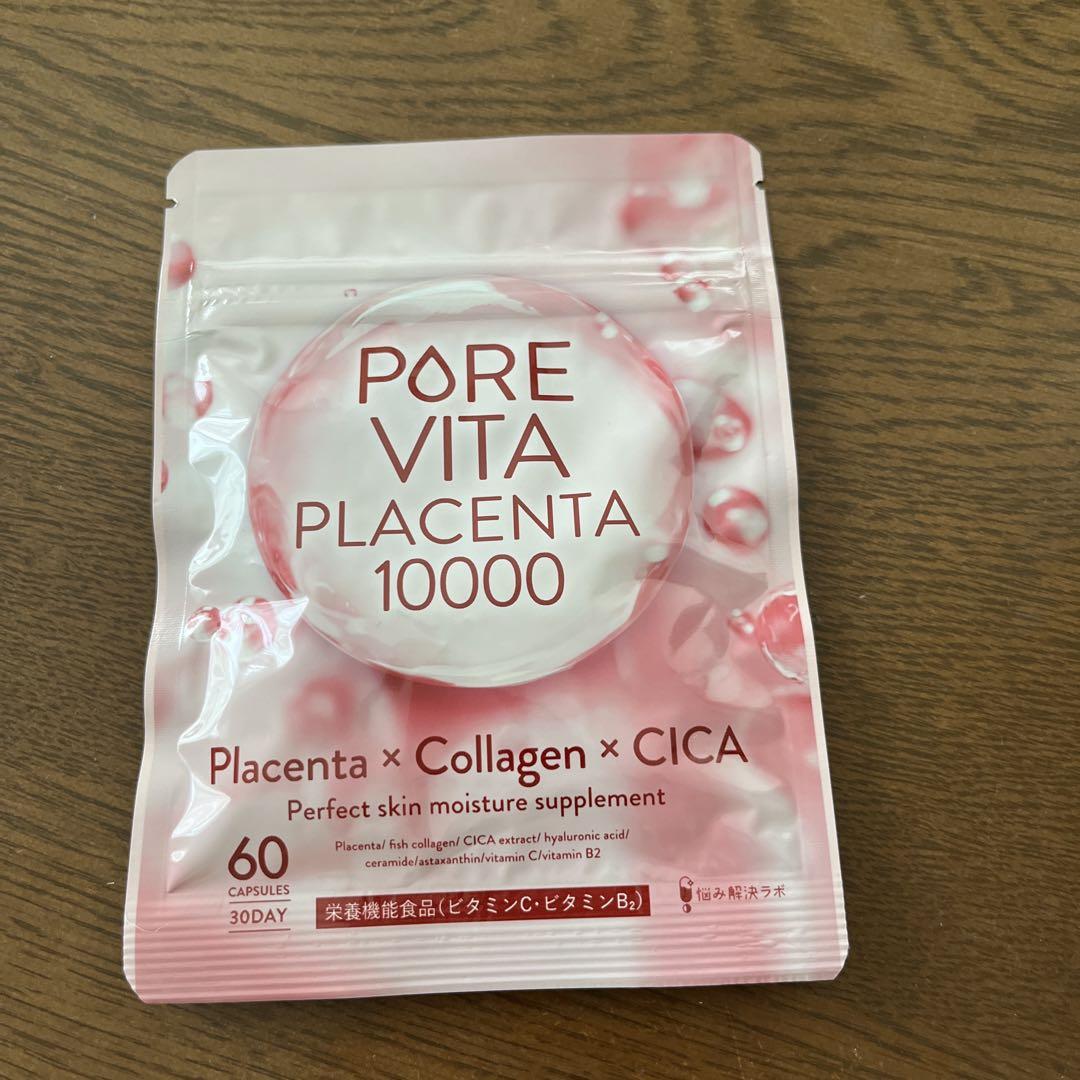 PORE
VITA
PLACENTA
10000
Placenta × Collagen × CICA
Perfect skin moisture supplement
Placenta/ fish collagen/ CICA extract/ hyaluronic acid/
ceramide/astaxanthin/vitamin C/vitamin B2
60
CAPSULES
30DAY
栄養機能食品(ビタミンC・ビタミンB₂)
悩み解決ラボ